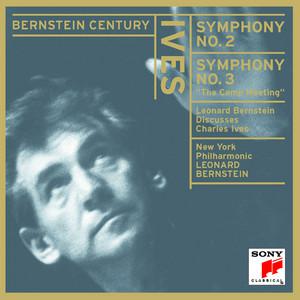 BERNSTEIN CENTURY
IVES
SYMPHONY
NO. 2
SYMPHONY
NO. 3
"The Camp Meeting"
Leonard Bernstein
Discusses
Charles Ives
New York
Philharmonic
LEONARD
BERNSTEIN
SONY
CLASSICAL